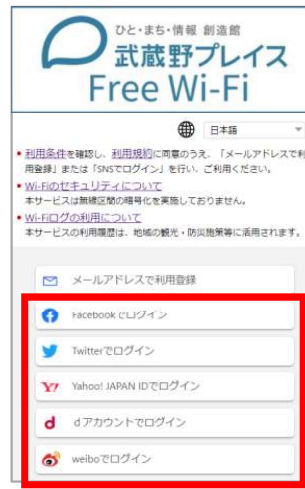 ひと・まち・情報 創造館
武蔵野プレイス
Free Wi-Fi
日本語
• 利用条件を確認し、利用規約に同意のうえ、「メールアドレスで利
用登録」または「SNSでログイン」を行い、ご利用ください。
• Wi-Fiのセキュリティについて
本サービスは無線区間の暗号化を実施しておりません。
• Wi-Fiログの利用について
本サービスの利用履歴は、地域の観光・防災施策等に活用されます。
メールアドレスで利用登録
Facebookでログイン
Twitterでログイン
Yahoo! JAPAN IDでログイン
d アカウントでログイン
weiboでログイン